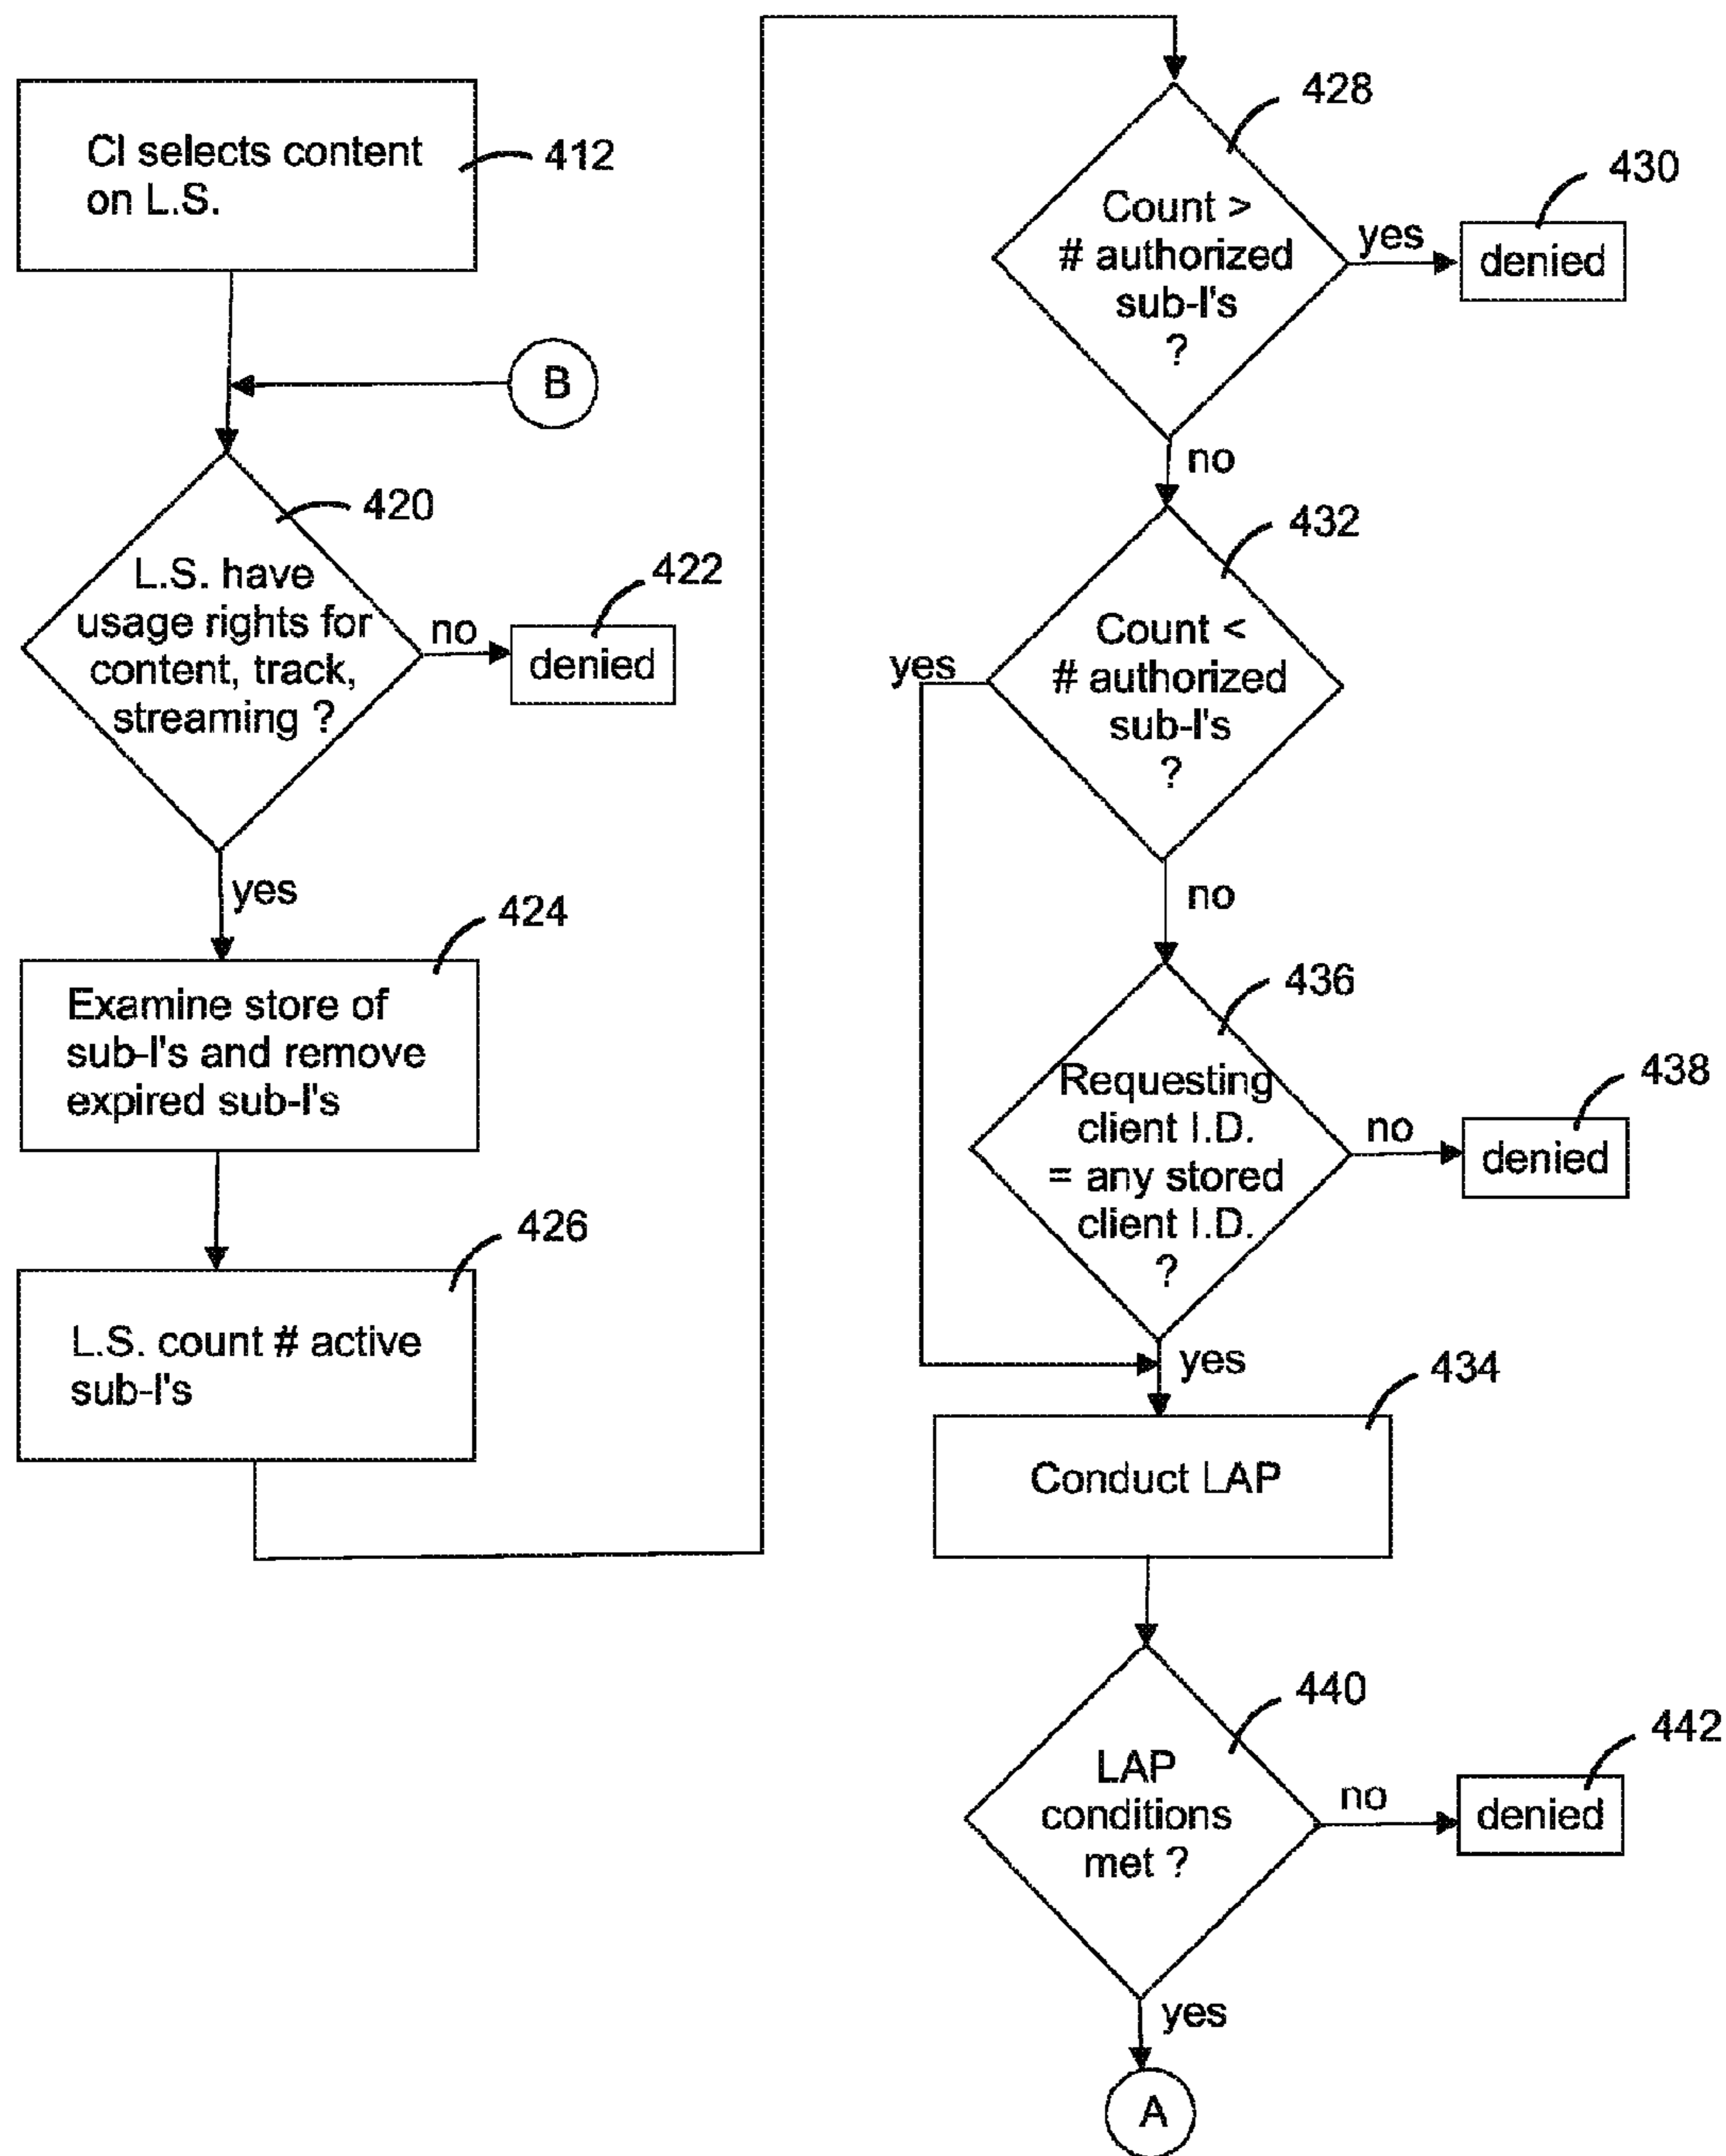 CI selects content
on L.S.
412
B
420
L.S. have
usage rights for
content, track,
streaming ?
no
422
denied
yes
424
Examine store of
sub-I's and remove
expired sub-I's
426
L.S. count # active
sub-I's
428
Count >
# authorized
sub-I's
?
yes
430
denied
no
432
Count <
# authorized
sub-I's
?
yes
no
436
Requesting
client I.D.
= any stored
client I.D.
?
no
438
denied
yes
434
Conduct LAP
440
LAP
conditions
met ?
no
442
denied
yes
A